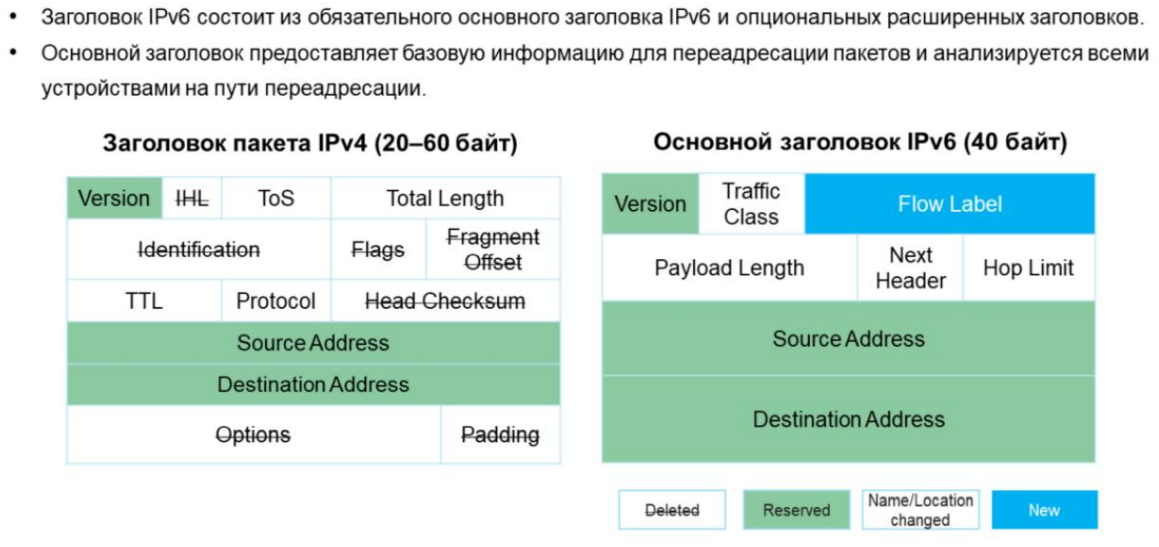 • Заголовок IPv6 состоит из обязательного основного заголовка IPv6 и опциональных расширенных заголовков.
• Основной заголовок предоставляет базовую информацию для переадресации пакетов и анализируется всеми
устройствами на пути переадресации.
Заголовок пакета IPv4 (20–60 байт)
Version IHL ToS Total Length
Identification Flags Fragment
Offset
TTL Protocol Head Checksum
Source Address
Destination Address
Options Padding
Основной заголовок IPv6 (40 байт)
Version Traffic
Class Flow Label
Payload Length Next
Header Hop Limit
Source Address
Destination Address
Deleted Reserved Name/Location
changed New